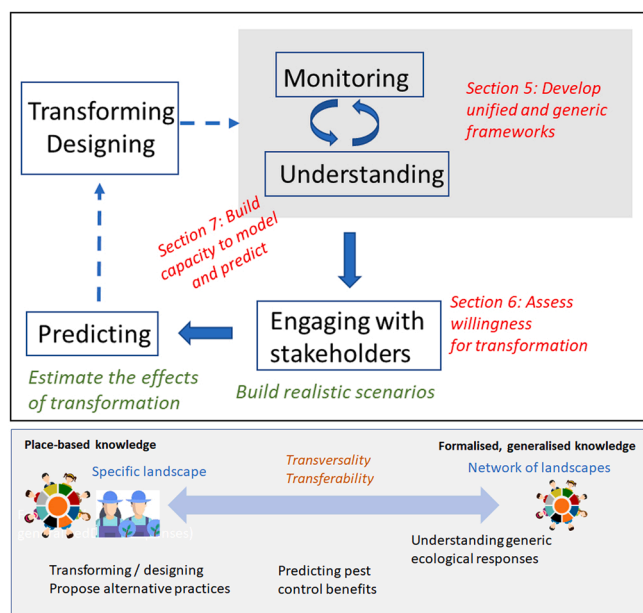 Monitoring
Transforming
Designing
Section 5: Develop
unified and generic
frameworks
Understanding
Section 7: Build
capacity to model
and predict
Predicting
Engaging with
stakeholders
Section 6: Assess
willingness
for transformation
Estimate the effects
of transformation
Build realistic scenarios
Place-based knowledge
Formalised, generalised knowledge
Specific landscape
Transversality
Transferability
Network of landscapes
Understanding generic
ecological responses
Transforming / designing
Propose alternative practices
Predicting pest
control benefits